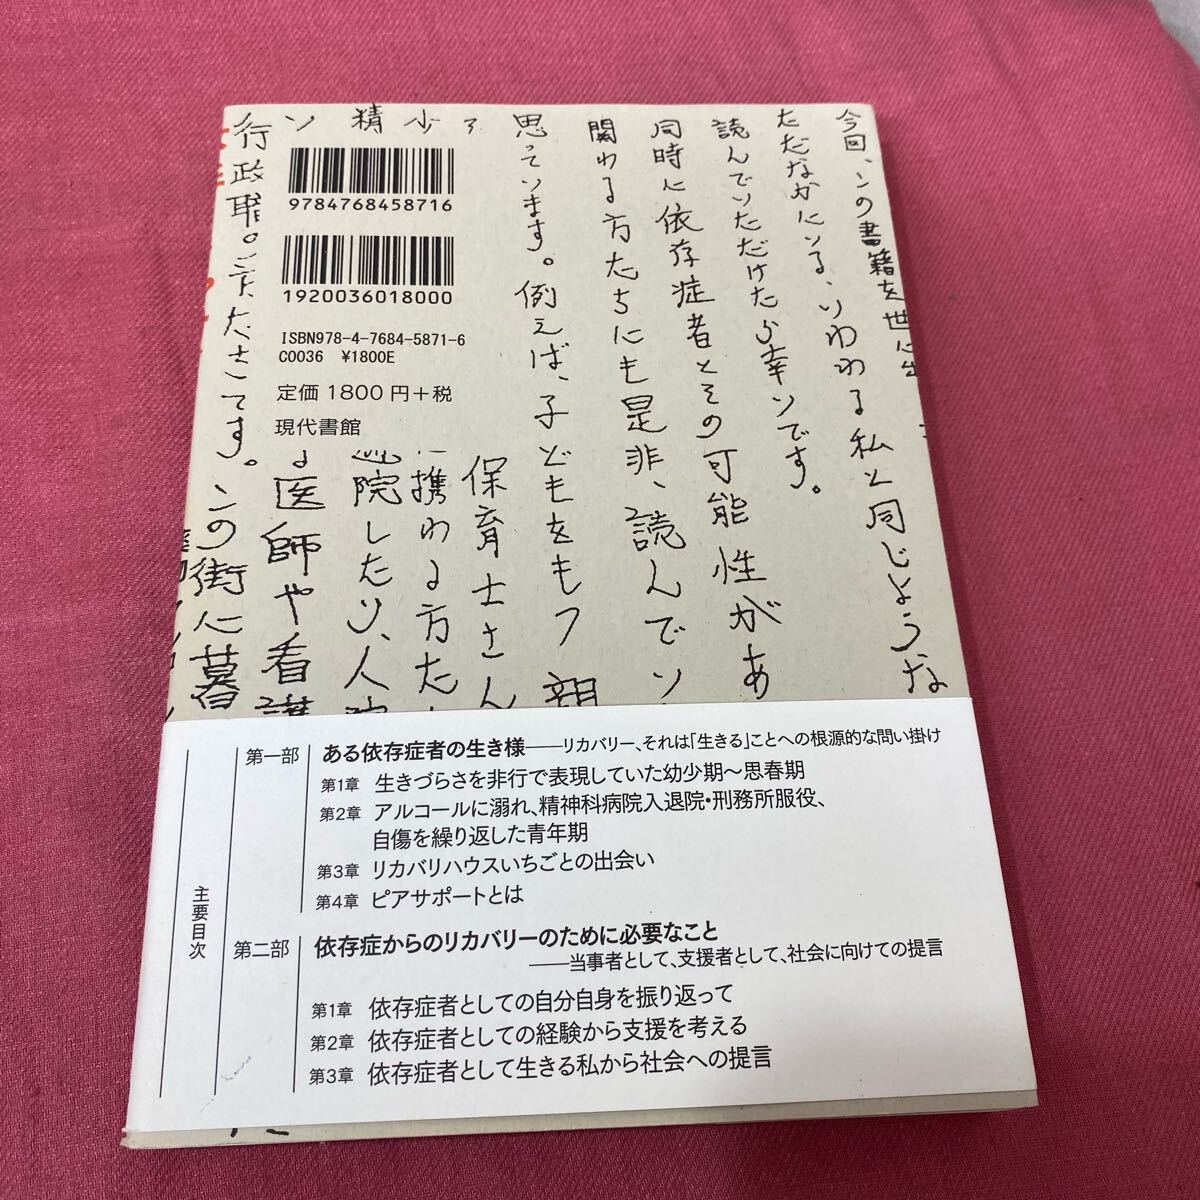 今回、この書籍を世に出
ただなかにいる、いわゆる私と同じような
読んでいただけたら幸いです。
同時に依存症者とその可能性があ
関わる方たちにも是非、読んでい
思っています。例えば、子どもをもつ親
保育士さん
少
に携わる方た
精
院したり、入院
ソ
な医師や看護
行政職。ごたださこです。この街に暮
9784768458716
1920036018000
ISBN978-4-7684-5871-6
C0036 ¥1800E
定価 1800 円+税
現代書館
主要目次
第一部 ある依存症者の生き様――リカバリー、それは「生きる」ことへの根源的な問い掛け
第1章 生きづらさを非行で表現していた幼少期〜思春期
第2章 アルコールに溺れ、精神科病院入退院・刑務所服役、
自傷を繰り返した青年期
第3章 リカバリハウスいちごとの出会い
第4章 ピアサポートとは
第二部 依存症からのリカバリーのために必要なこと
――当事者として、支援者として、社会に向けての提言
第1章 依存症者としての自分自身を振り返って
第2章 依存症者としての経験から支援を考える
第3章 依存症者として生きる私から社会への提言